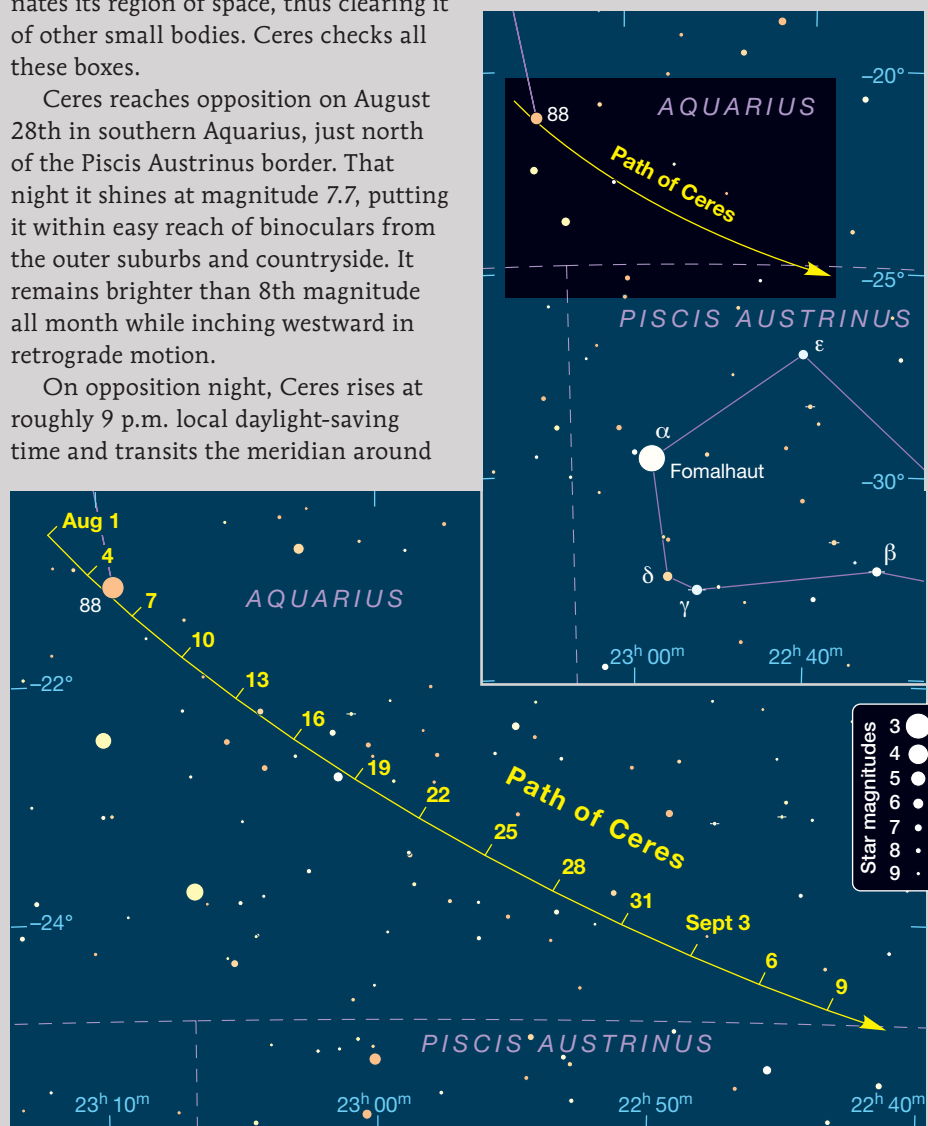 nates its region of space, thus clearing it
of other small bodies. Ceres checks all
these boxes.
Ceres reaches opposition on August
28th in southern Aquarius, just north
of the Piscis Austrinus border. That
night it shines at magnitude 7.7, putting
it within easy reach of binoculars from
the outer suburbs and countryside. It
remains brighter than 8th magnitude
all month while inching westward in
retrograde motion.
On opposition night, Ceres rises at
roughly 9 p.m. local daylight-saving
time and transits the meridian around
–20°
AQUARIUS
88
Path of Ceres
–25°
PISCIS AUSTRINUS
ε
α
Fomalhaut
–30°
β
δ
γ
23h 00m
22h 40m
Aug 1
4
88
7
AQUARIUS
10
13
–22°
16
19
22
Path of Ceres
25
28
31
–24°
Sept 3
6
9
PISCIS AUSTRINUS
23h 10m
23h 00m
22h 50m
22h 40m
Star magnitudes
3
4
5
6
7
8
9